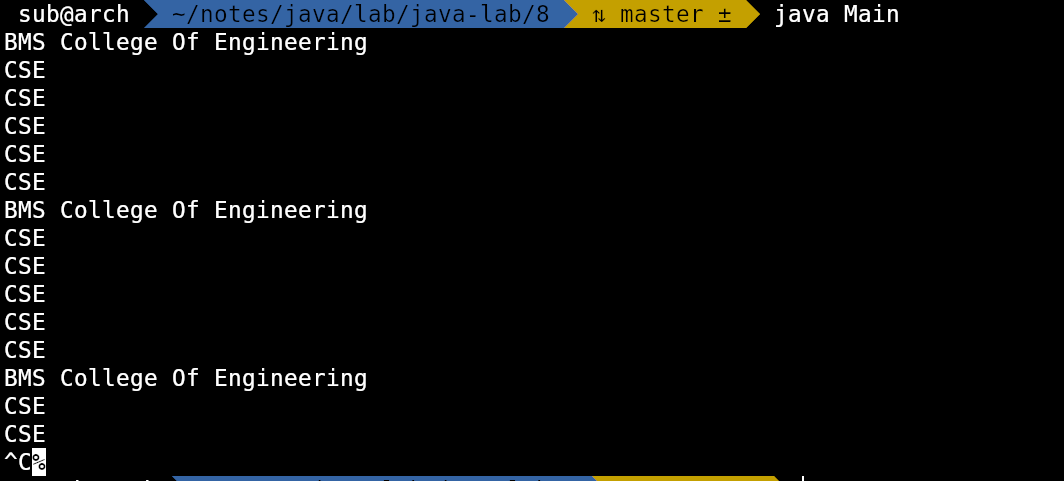 sub@arch ~/notes/java/lab/java-lab/8 ⇅ master ± java Main
BMS College Of Engineering
CSE
CSE
CSE
CSE
CSE
BMS College Of Engineering
CSE
CSE
CSE
CSE
CSE
BMS College Of Engineering
CSE
CSE
^C%